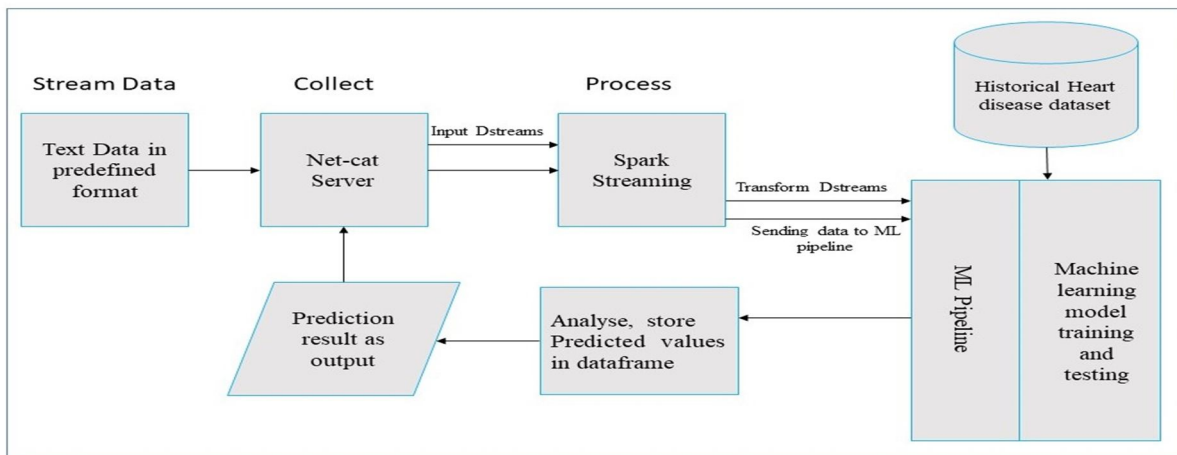 Stream Data
Collect
Process
Historical Heart
disease dataset
Text Data in
predefined
format
Net-cat
Server
Input Dstreams
Spark
Streaming
Transform Dstreams
Sending data to ML
pipeline
ML Pipeline
Machine
learning
model
training
and
testing
Analyse, store
Predicted values
in dataframe
Prediction
result as
output